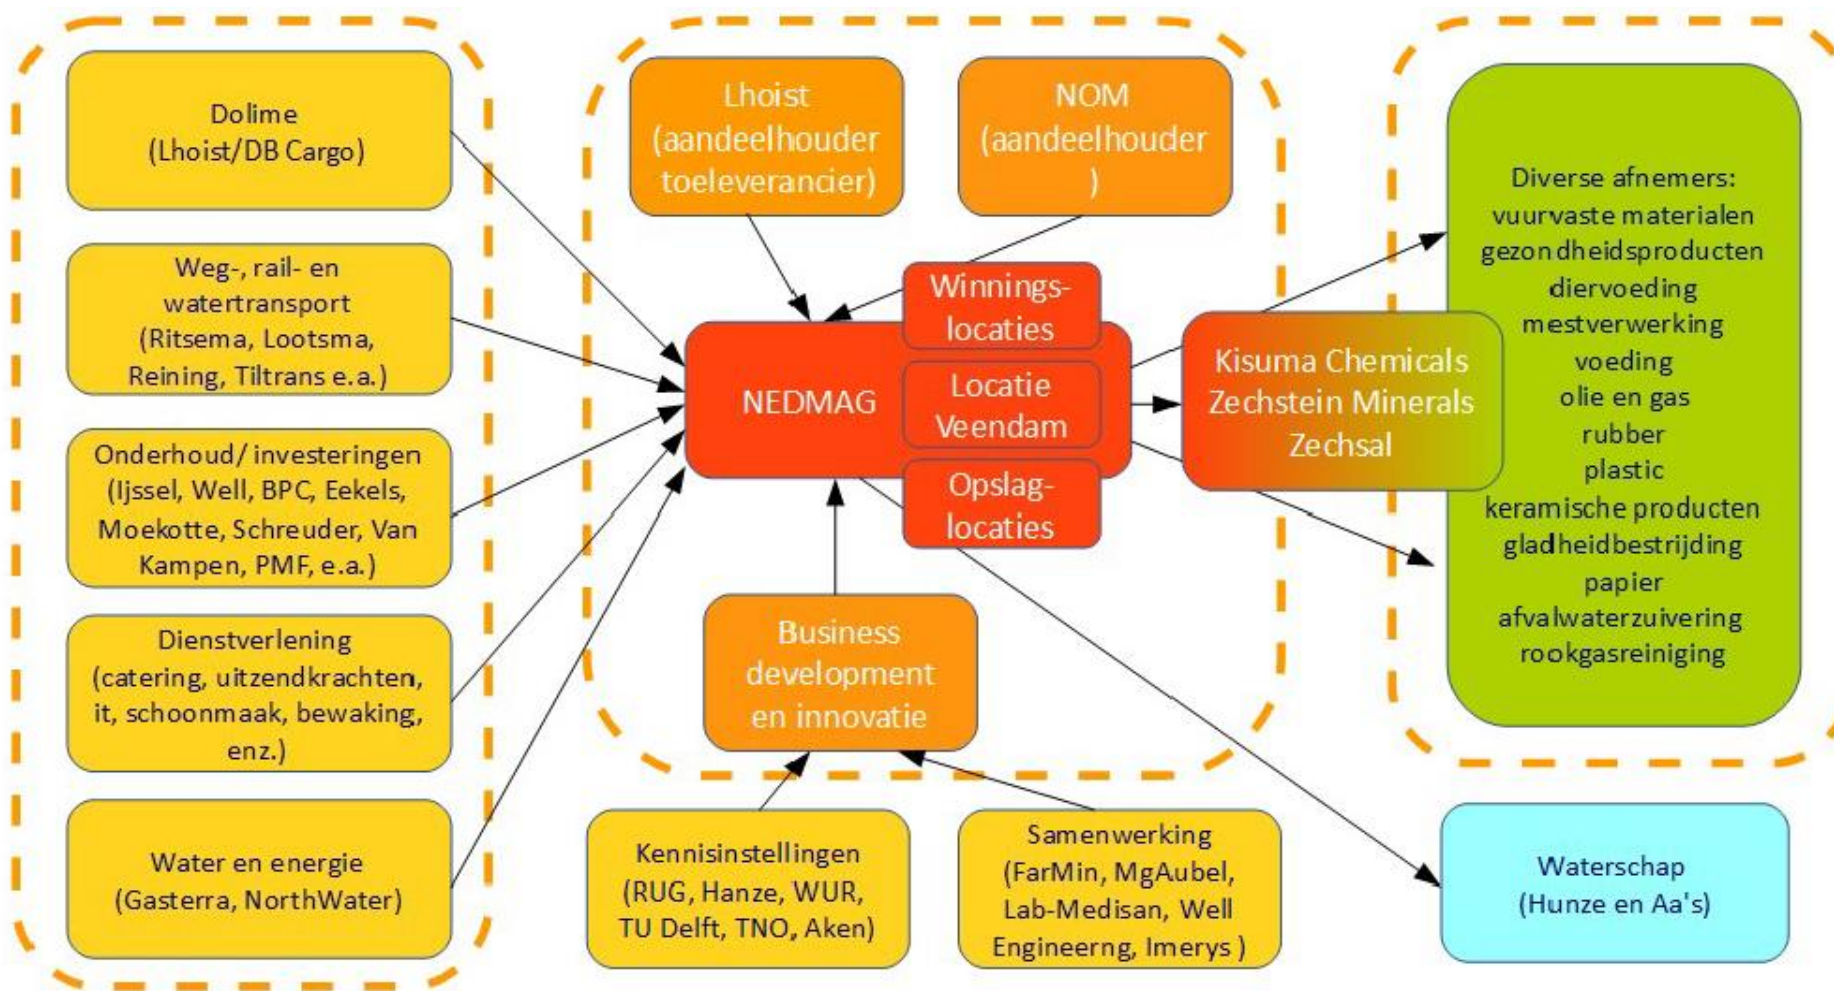 Dolime
(Lhoist/DB Cargo)
Weg-, rail- en
watertransport
(Ritsema, Lootsma,
Reining, Tiltrans e.a.)
Onderhoud/ investeringen
(Ijssel, Well, BPC, Eekels,
Moekotte, Schreuder, Van
Kampen, PMF, e.a.)
Dienstverlening
(catering, uitzendkrachten,
it, schoonmaak, bewaking,
enz.)
Water en energie
(Gasterra, NorthWater)
Lhoist
(aandeelhouder
toeleverancier)
NOM
(aandeelhouder
)
NEDMAG
Winnings-
locaties
Locatie
Veendam
Opslag-
locaties
Business
development
en innovatie
Kennisinstellingen
(RUG, Hanze, WUR,
TU Delft, TNO, Aken)
Samenwerking
(FarMin, MgAubel,
Lab-Medisan, Well
Engineerng, Imerys )
Kisuma Chemicals
Zechstein Minerals
Zechsal
Diverse afnemers:
vuurvaste materialen
gezondheidsproducten
diervoeding
mestverwerking
voeding
olie en gas
rubber
plastic
keramische producten
gladheidbestrijding
papier
afvalwaterzuivering
rookgasreiniging
Waterschap
(Hunze en Aa's)